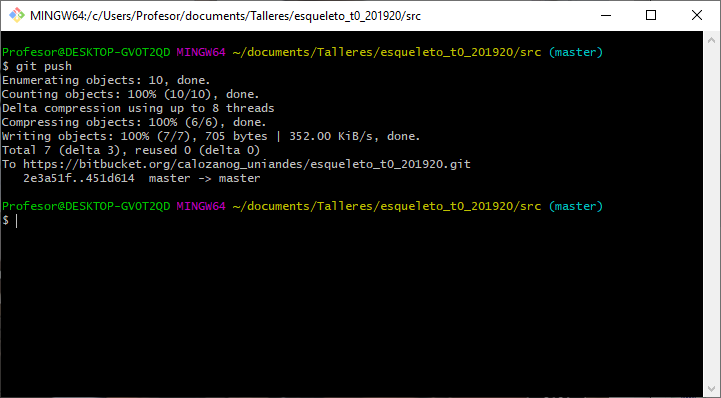 MINGW64:/c/Users/Profesor/documents/Talleres/esqueleto_t0_201920/src
Profesor@DESKTOP-GVOT2QD MINGW64 ~/documents/Talleres/esqueleto_t0_201920/src (master)
$ git push
Enumerating objects: 10, done.
Counting objects: 100% (10/10), done.
Delta compression using up to 8 threads
Compressing objects: 100% (6/6), done.
Writing objects: 100% (7/7), 705 bytes | 352.00 KiB/s, done.
Total 7 (delta 3), reused 0 (delta 0)
To https://bitbucket.org/calozanog_uniandes/esqueleto_t0_201920.git
   2e3a51f..451d614  master -> master
Profesor@DESKTOP-GVOT2QD MINGW64 ~/documents/Talleres/esqueleto_t0_201920/src (master)
$